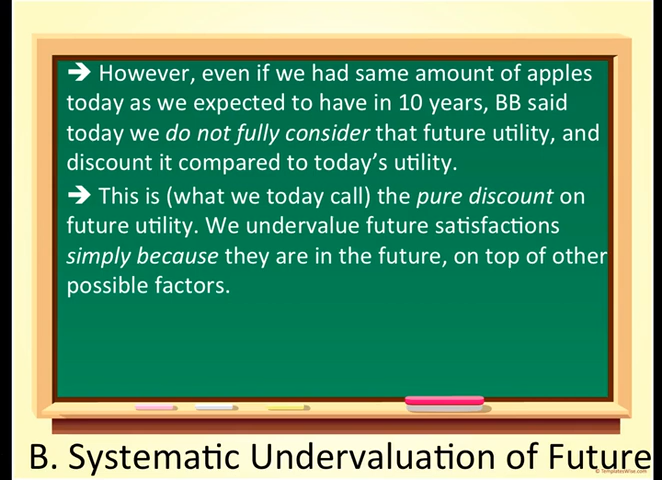 ➔ However, even if we had same amount of apples
today as we expected to have in 10 years, BB said
today we do not fully consider that future utility, and
discount it compared to today's utility.
➔ This is (what we today call) the pure discount on
future utility. We undervalue future satisfactions
simply because they are in the future, on top of other
possible factors.
B. Systematic Undervaluation of Future
© TemplatesWise.com